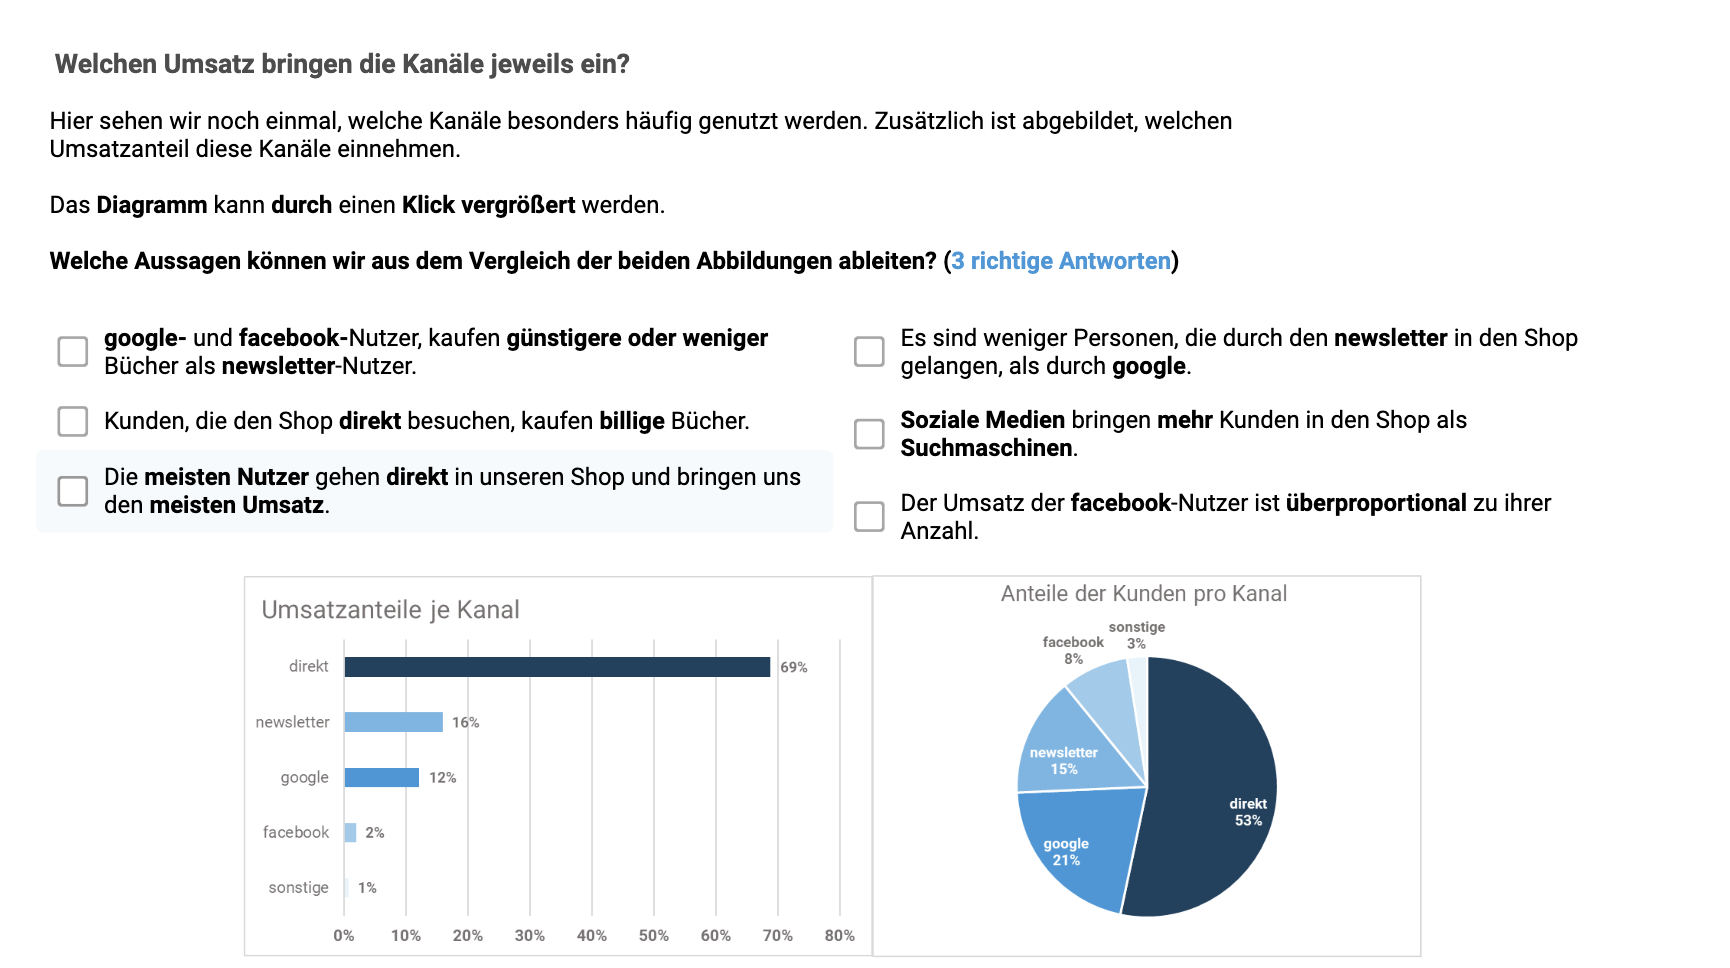 Welchen Umsatz bringen die Kanäle jeweils ein?
Hier sehen wir noch einmal, welche Kanäle besonders häufig genutzt werden. Zusätzlich ist abgebildet, welchen
Umsatzanteil diese Kanäle einnehmen.
Das Diagramm kann durch einen Klick vergrößert werden.
Welche Aussagen können wir aus dem Vergleich der beiden Abbildungen ableiten? (3 richtige Antworten)
google- und facebook-Nutzer, kaufen günstigere oder weniger
Bücher als newsletter-Nutzer.
Kunden, die den Shop direkt besuchen, kaufen billige Bücher.
Die meisten Nutzer gehen direkt in unseren Shop und bringen uns
den meisten Umsatz.
Es sind weniger Personen, die durch den newsletter in den Shop
gelangen, als durch google.
Soziale Medien bringen mehr Kunden in den Shop als
Suchmaschinen.
Der Umsatz der facebook-Nutzer ist überproportional zu ihrer
Anzahl.
Umsatzanteile je Kanal
direkt 69%
newsletter 16%
google 12%
facebook 2%
sonstige 1%
0% 10% 20% 30% 40% 50% 60% 70% 80%
Anteile der Kunden pro Kanal
sonstige
3%
facebook
8%
newsletter
15%
direkt
53%
google
21%